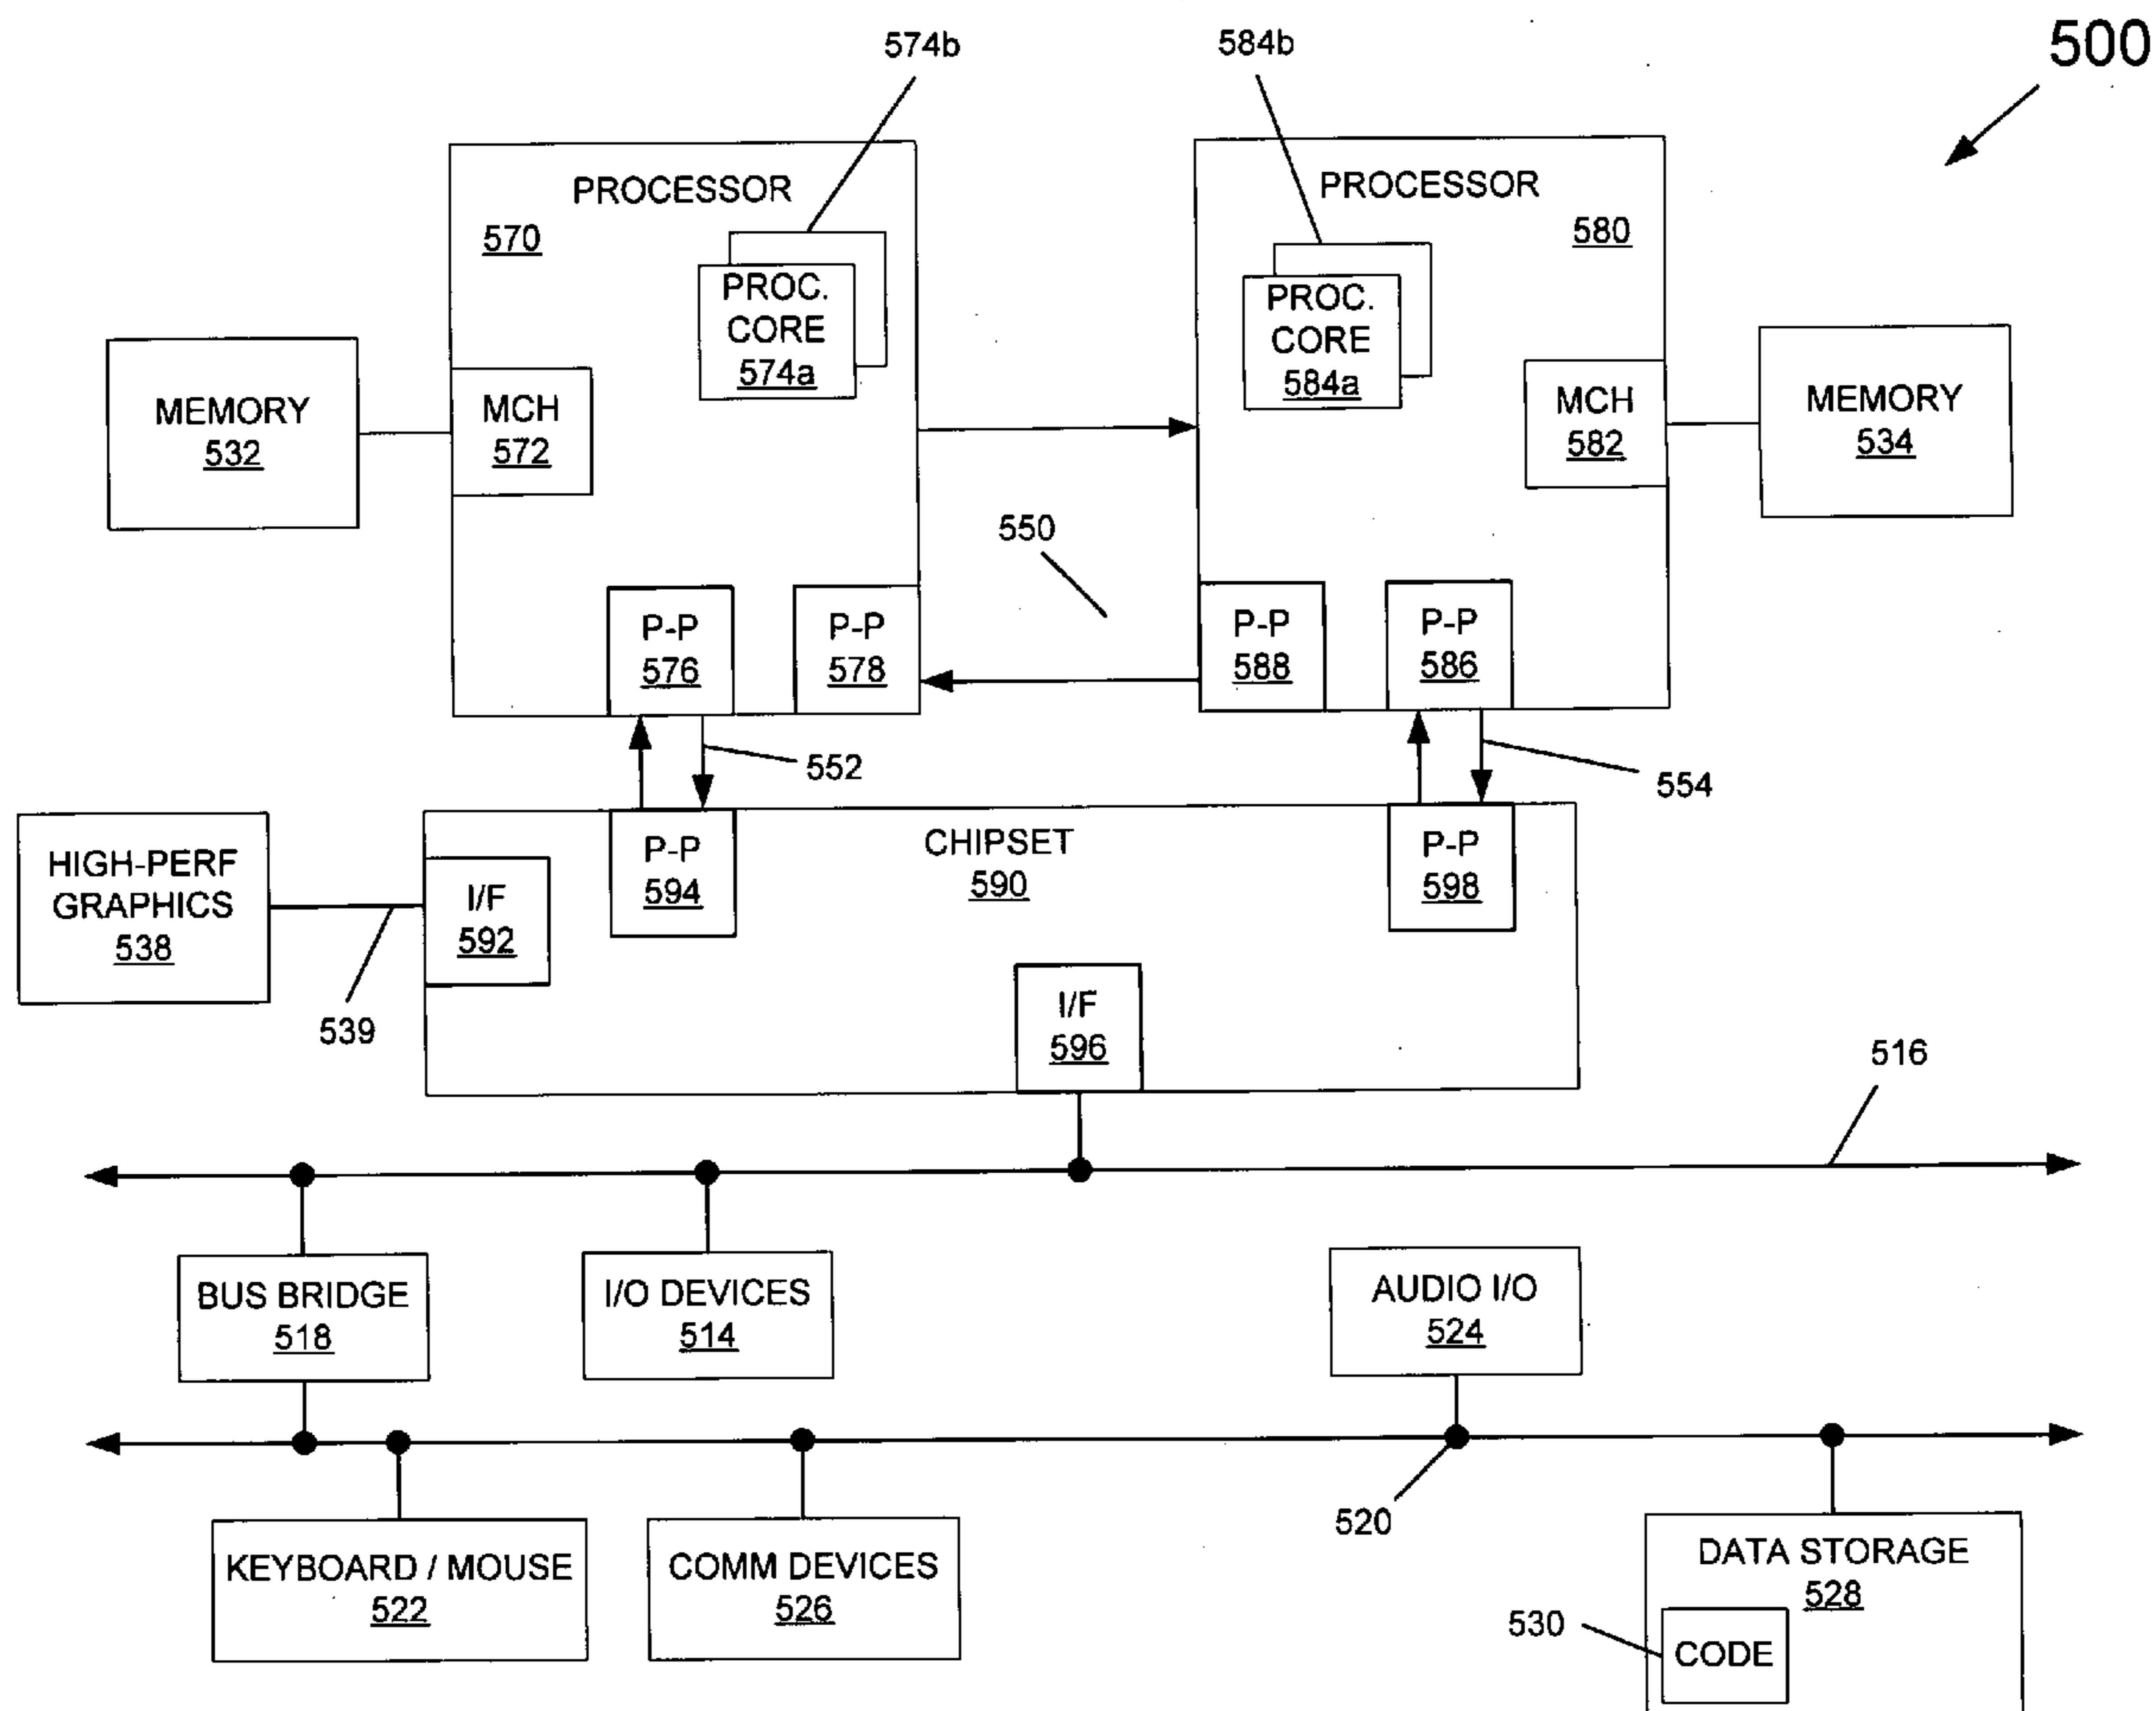 500
574b
584b
PROCESSOR
570
PROC.
CORE
574a
PROCESSOR
580
PROC.
CORE
584a
MEMORY
532
MCH
572
MCH
582
MEMORY
534
550
P-P
576
P-P
578
P-P
588
P-P
586
552
554
HIGH-PERF
GRAPHICS
538
539
I/F
592
P-P
594
CHIPSET
590
P-P
598
I/F
596
516
BUS BRIDGE
518
I/O DEVICES
514
AUDIO I/O
524
520
KEYBOARD / MOUSE
522
COMM DEVICES
526
DATA STORAGE
528
530
CODE